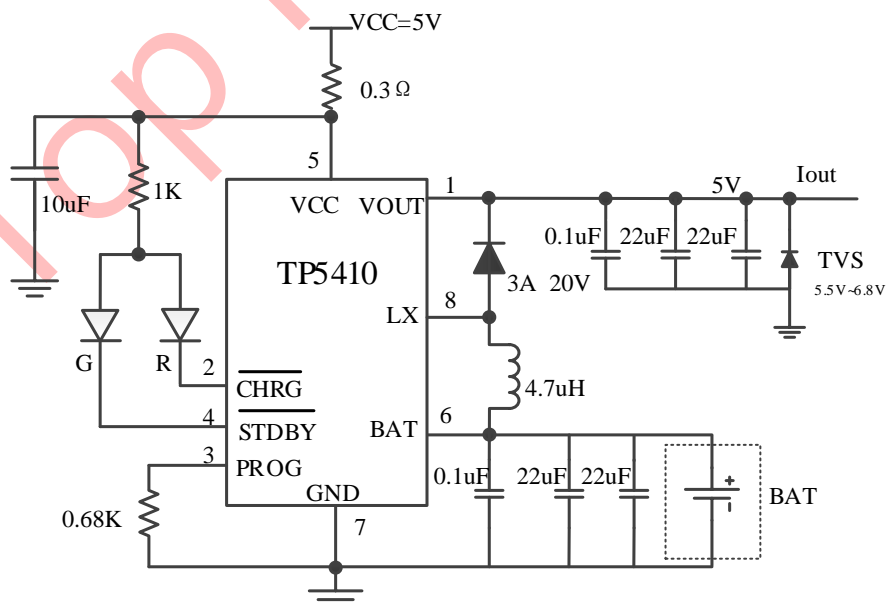 Top
VCC=5V
0.3Ω
5
10uF
1K
VCC
VOUT
1
5V
Iout
0.1uF
22uF
22uF
TP5410
3A 20V
TVS
5.5V~6.8V
LX
8
G
R
2
CHRG
4.7uH
4
STDBY
BAT
6
3
PROG
0.1uF
22uF
22uF
+
BAT
GND
0.68K
7